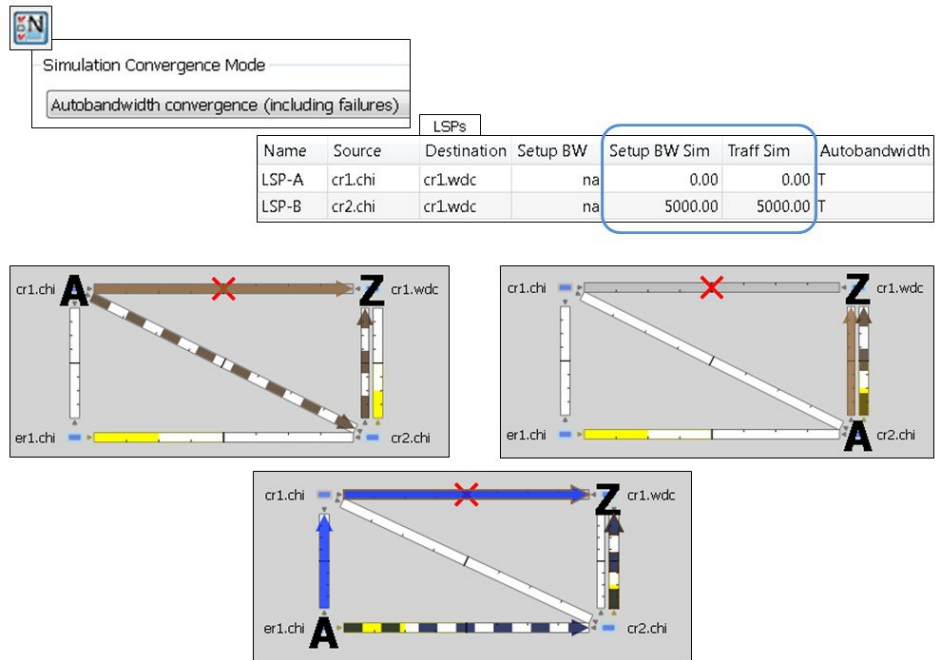 N
Simulation Convergence Mode
Autobandwidth convergence (including failures)
LSPs
Name Source Destination Setup BW Setup BW Sim Traff Sim Autobandwidth
LSP-A cr1.chi cr1.wdc na 0.00 0.00 T
LSP-B cr2.chi cr1.wdc na 5000.00 5000.00 T
cr1.chi A Z cr1.wdc
er1.chi cr2.chi
cr1.chi Z cr1.wdc
er1.chi A cr2.chi
cr1.chi Z cr1.wdc
er1.chi A cr2.chi